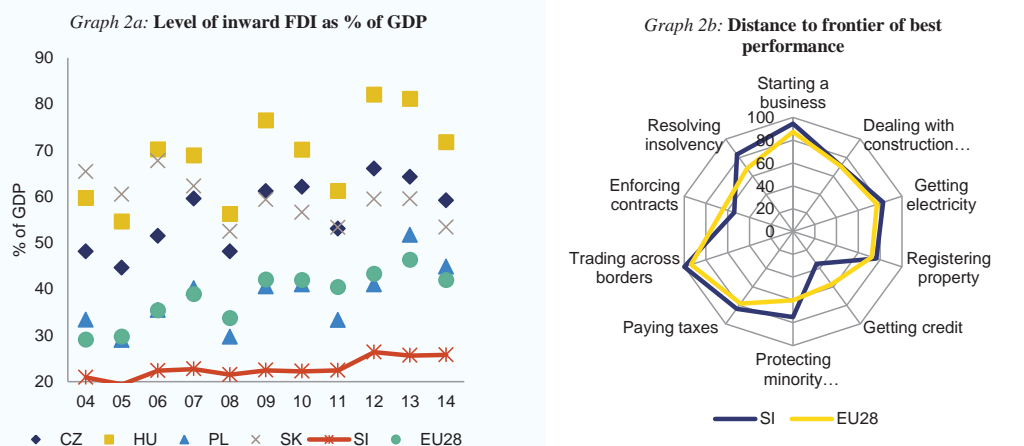 Graph 2a: Level of inward FDI as % of GDP
% of GDP
90
80
70
60
50
40
30
20
04 05 06 07 08 09 10 11 12 13 14
CZ HU PL SK SI EU28
Graph 2b: Distance to frontier of best
performance
Starting a
business
Dealing with
construction…
Getting
electricity
Registering
property
Getting credit
Protecting
minority…
Paying taxes
Trading across
borders
Enforcing
contracts
Resolving
insolvency
100
80
60
40
20
0
SI EU28